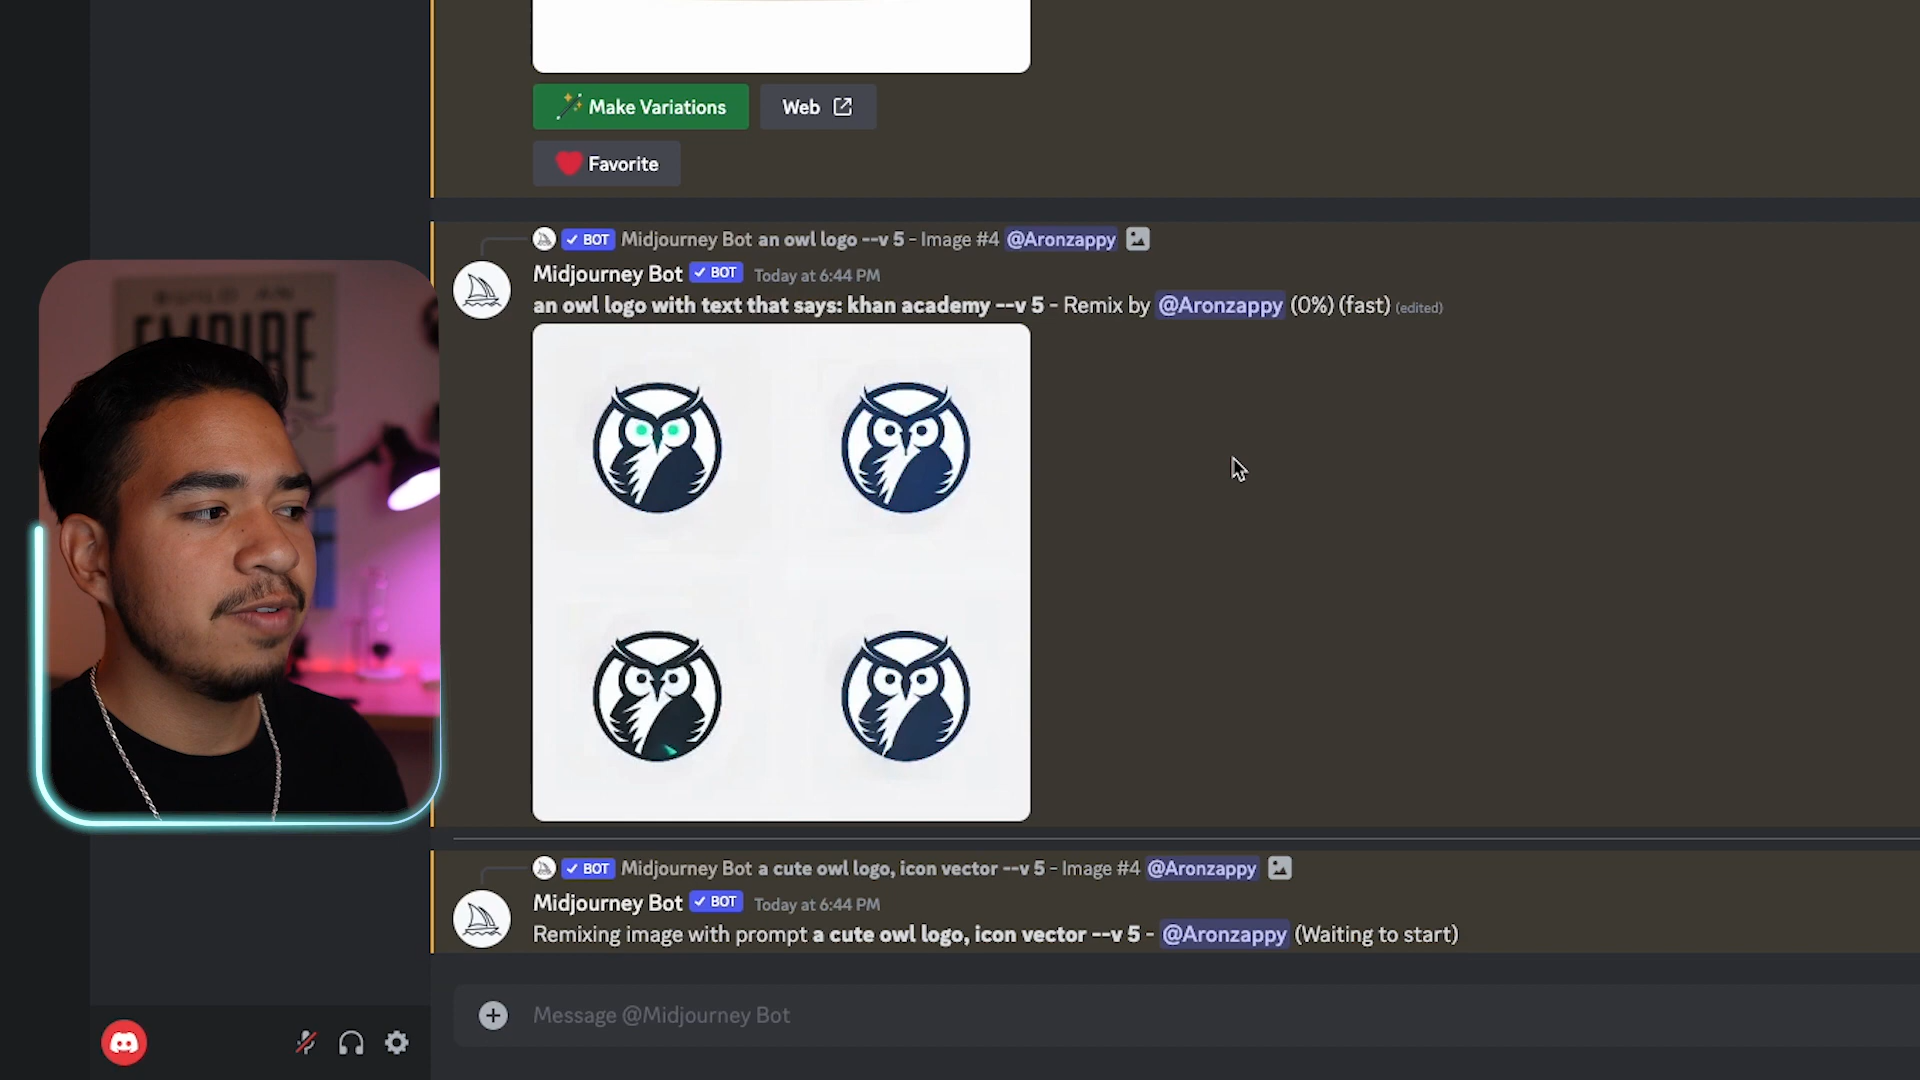 Make Variations
Web
Favorite
BOT Midjourney Bot an owl logo --v 5 - Image #4 @Aronzappy
Midjourney Bot BOT Today at 6:44 PM
an owl logo with text that says: khan academy --v 5 - Remix by @Aronzappy (0%) (fast) (edited)
BUILD AN
EMPIRE
BOT Midjourney Bot a cute owl logo, icon vector --v 5 - Image #4 @Aronzappy
Midjourney Bot BOT Today at 6:44 PM
Remixing image with prompt a cute owl logo, icon vector --v 5 - @Aronzappy (Waiting to start)
Message @Midjourney Bot